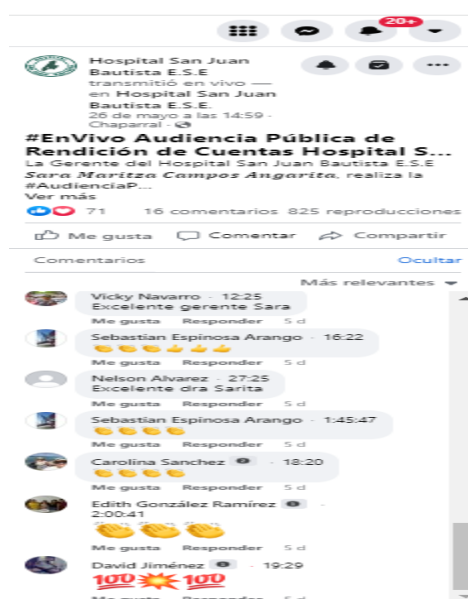 20+
Hospital San Juan
Bautista E.S.E
transmitió en vivo —
en Hospital San Juan
Bautista E.S.E.
26 de mayo a las 14:59 ·
Chaparral ·
#EnVivo Audiencia Pública de
Rendición de Cuentas Hospital S...
La Gerente del Hospital San Juan Bautista E.S.E
Sara Maritza Campos Angarita, realiza la
#AudienciaP...
Ver más
71 16 comentarios 825 reproducciones
Me gusta Comentar Compartir
Comentarios Ocultar
Más relevantes
Vicky Navarro · 12:25
Excelente gerente Sara
Me gusta Responder 5 d
Sebastian Espinosa Arango · 16:22
👏👏👏👍👍👍
Me gusta Responder 5 d
Nelson Alvarez · 27:25
Excelente dra Sarita
Me gusta Responder 5 d
Sebastian Espinosa Arango · 1:45:47
👏👏👏👏
Me gusta Responder 5 d
Carolina Sanchez · 18:20
👏👏👏👏
Me gusta Responder 5 d
Edith González Ramírez ·
2:00:41
👏👏👏
Me gusta Responder 5 d
David Jiménez · 19:29
💯💥💯
Me gusta Responder 5 d